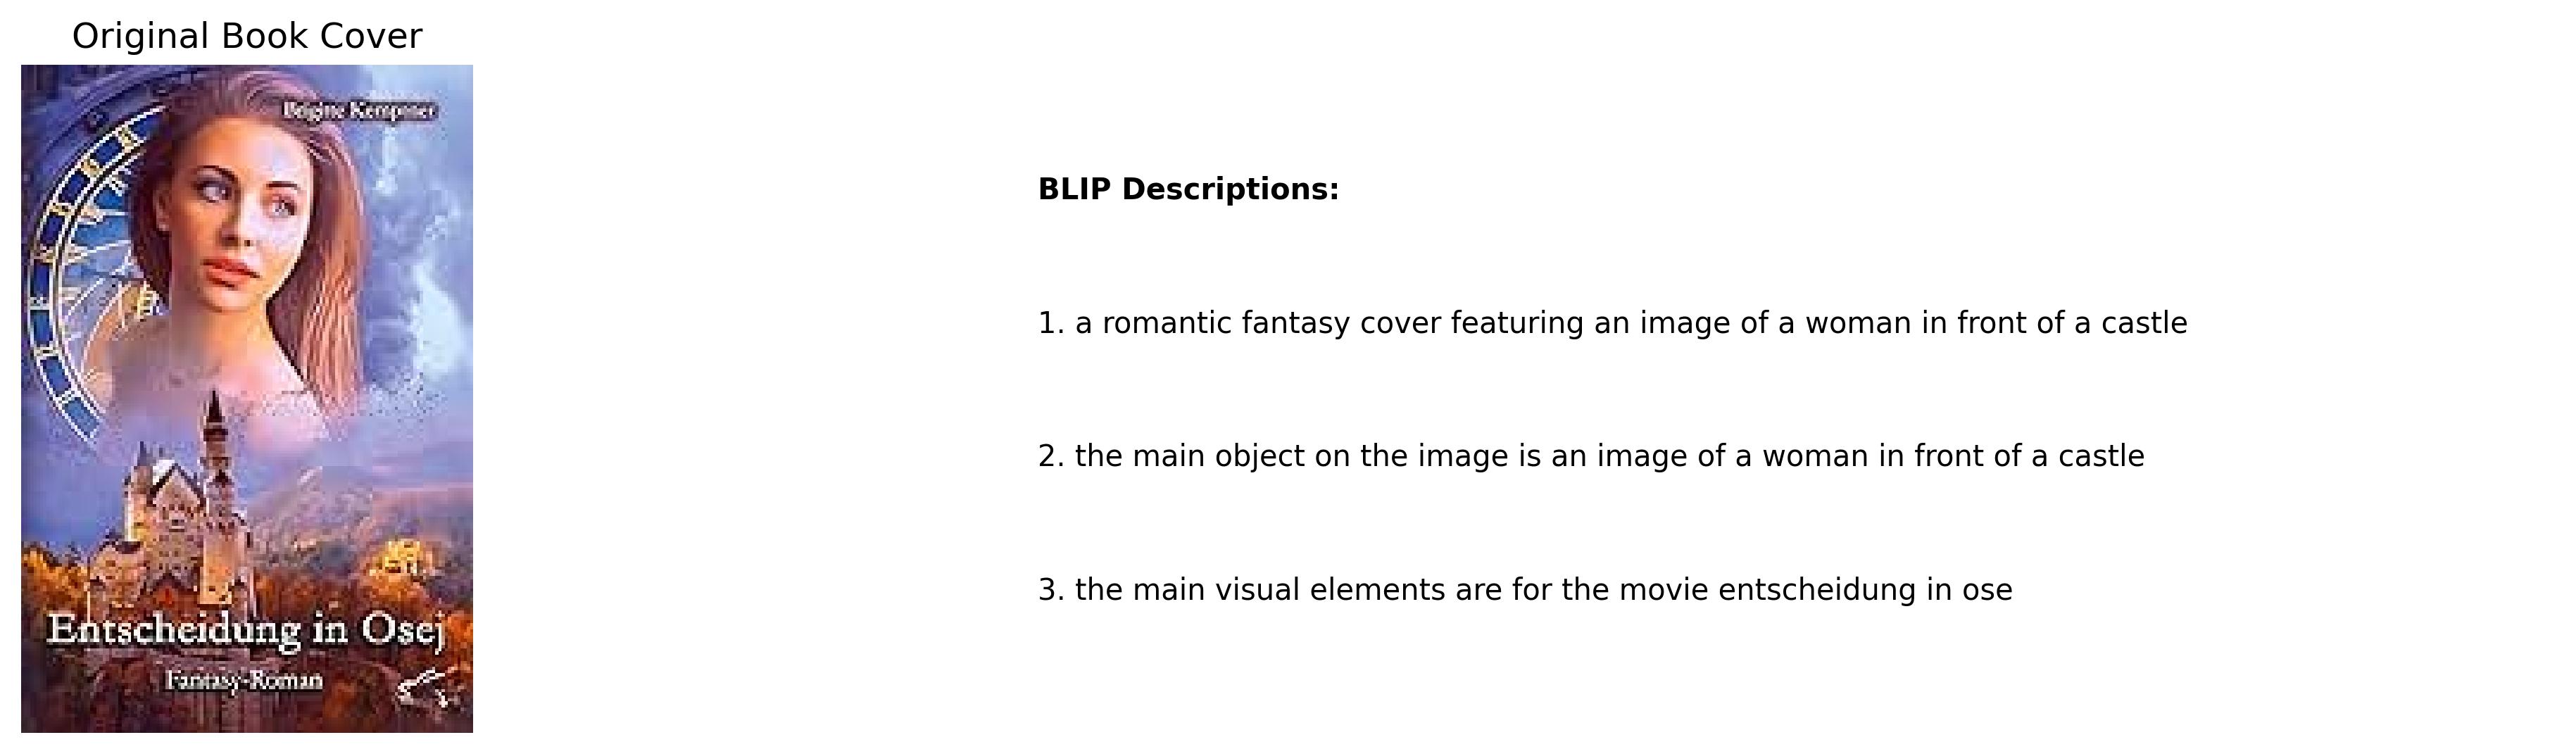 Original Book Cover
Brigitte Kempener
Entscheidung in Osej
Fantasy-Roman
BLIP Descriptions:
1. a romantic fantasy cover featuring an image of a woman in front of a castle
2. the main object on the image is an image of a woman in front of a castle
3. the main visual elements are for the movie entscheidung in ose